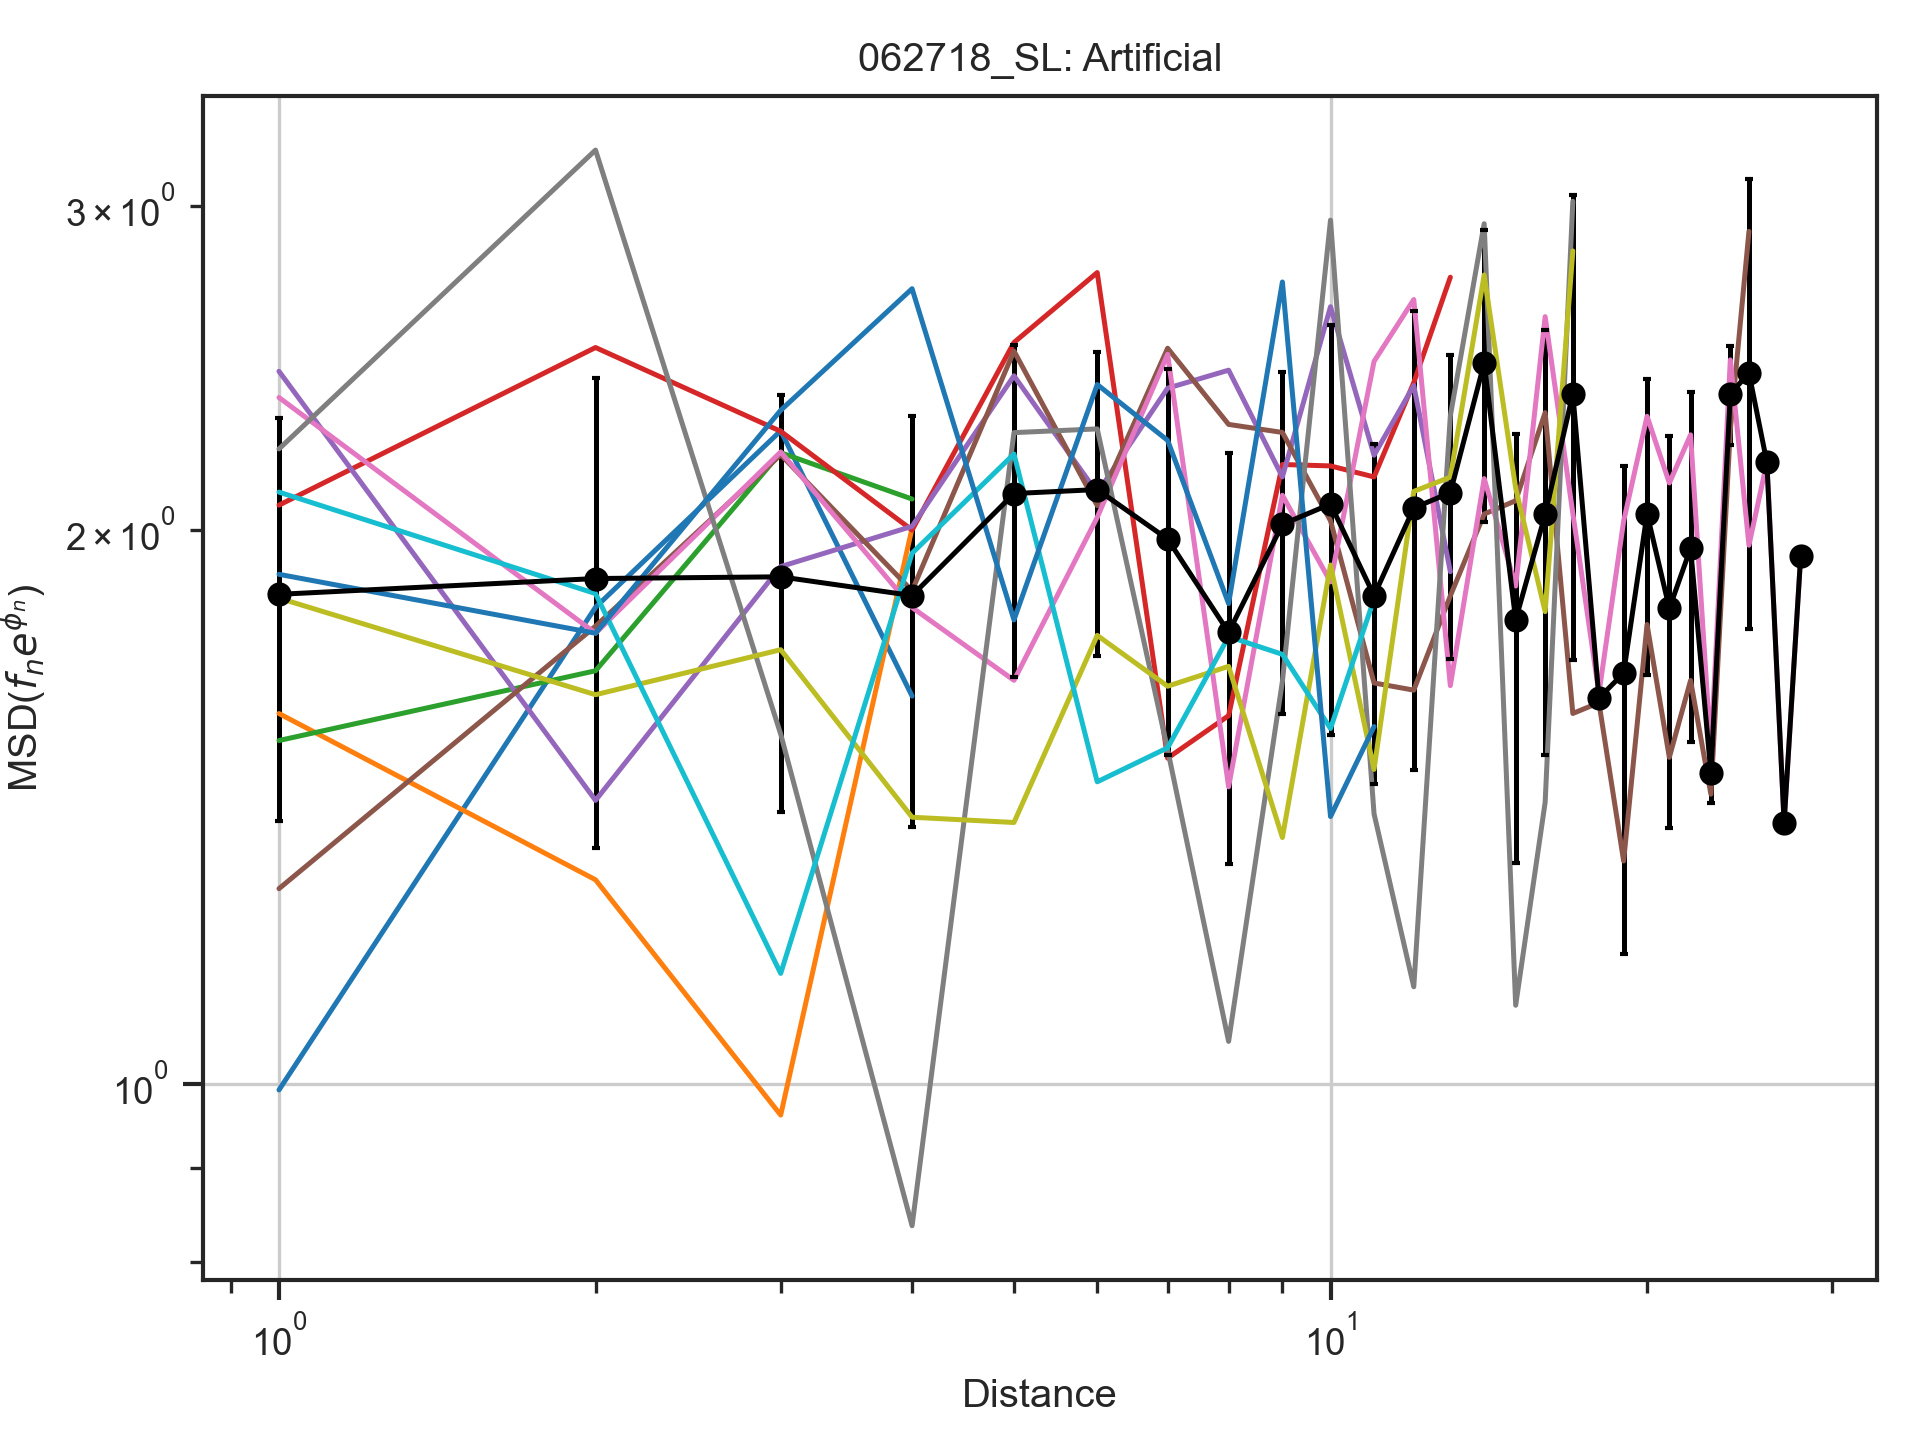 062718_SL: Artificial
MSD(fₙe^ϕₙ)
3 × 10⁰
2 × 10⁰
10⁰
10⁰
10¹
Distance